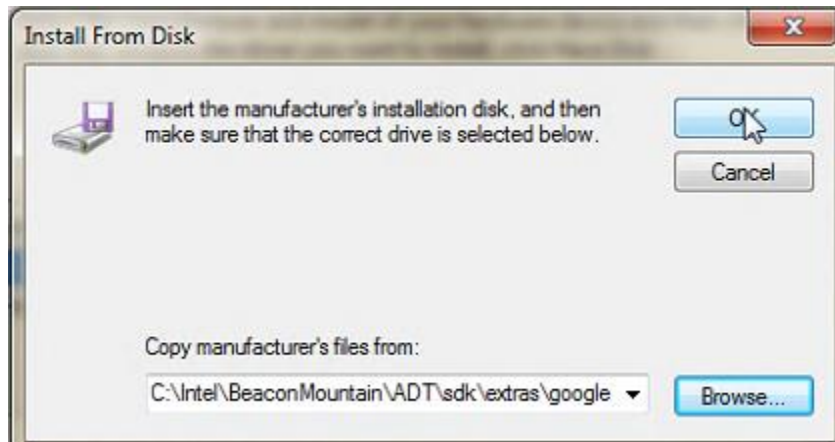 Install From Disk
Insert the manufacturer's installation disk, and then
make sure that the correct drive is selected below.
Cancel
Copy manufacturer's files from:
C:\Intel\BeaconMountain\ADT\sdk\extras\google
Browse...